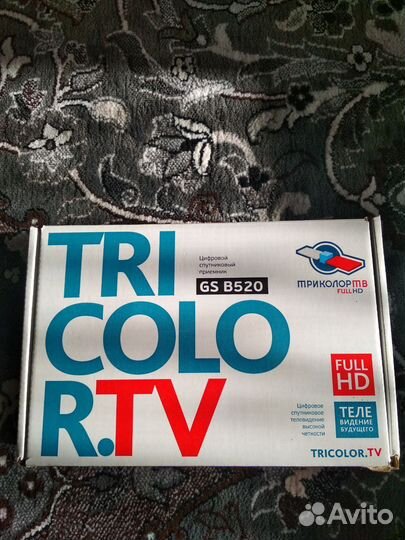 TRI
COLO
R.TV
Цифровой
спутниковый
приемник
GS B520
ТРИКОЛОР ТВ
FULL HD
FULL
HD
Цифровое
спутниковое
телевидение
высокой
четкости
ТЕЛЕ
ВИДЕНИЕ
БУДУЩЕГО
TRICOLOR.TV
Avito